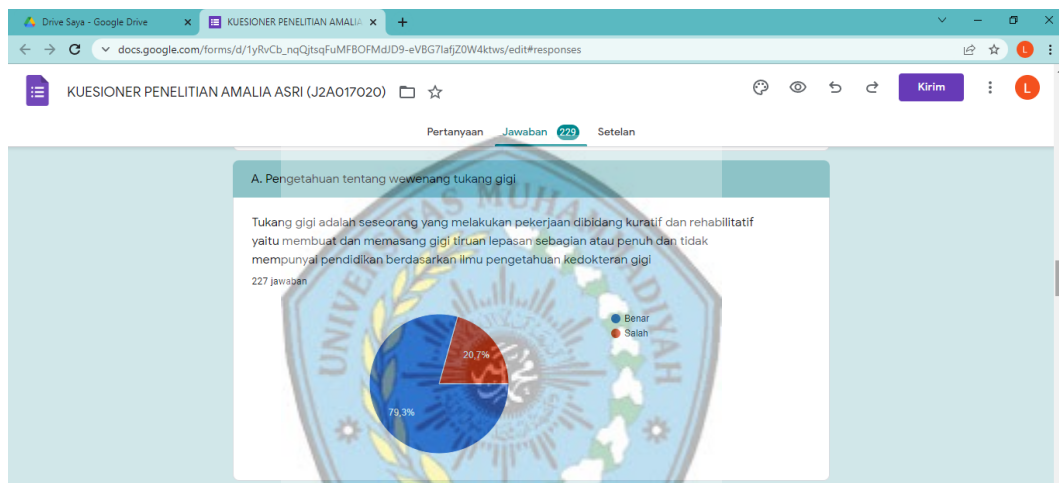 Drive Saya - Google Drive
KUESIONER PENELITIAN AMALIA
docs.google.com/forms/d/1yRvCb_nqQjtsqFuMFBOFMdJD9-eVBG7IafjZ0W4ktws/edit#responses
L
KUESIONER PENELITIAN AMALIA ASRI (J2A017020)
Kirim
L
Pertanyaan Jawaban 229 Setelan
A. Pengetahuan tentang wewenang tukang gigi
Tukang gigi adalah seseorang yang melakukan pekerjaan dibidang kuratif dan rehabilitatif
yaitu membuat dan memasang gigi tiruan lepasan sebagian atau penuh dan tidak
mempunyai pendidikan berdasarkan ilmu pengetahuan kedokteran gigi
227 jawaban
Benar
Salah
20,7%
79,3%
UNIVERSITAS MUHAMMADIYAH